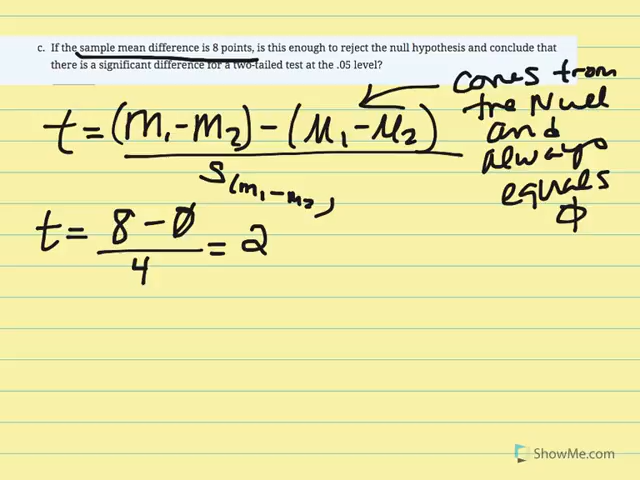 c. If the sample mean difference is 8 points, is this enough to reject the null hypothesis and conclude that
there is a significant difference for a two-tailed test at the .05 level?
comes from
the Null
and
always
equals
0
t = (m₁ - m₂) - (μ₁ - μ₂)
S(m₁ - m₂)
t = 8 - 0 = 2
4
ShowMe.com